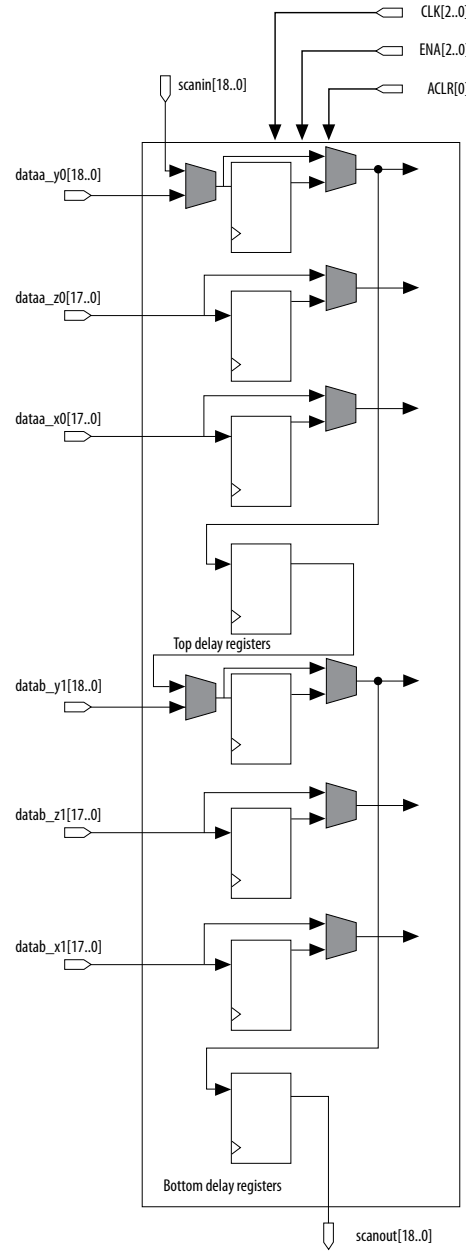 CLK[2..0]
ENA[2..0]
ACLR[0]
scanin[18..0]
dataa_y0[18..0]
dataa_z0[17..0]
dataa_x0[17..0]
Top delay registers
datab_y1[18..0]
datab_z1[17..0]
datab_x1[17..0]
Bottom delay registers
scanout[18..0]